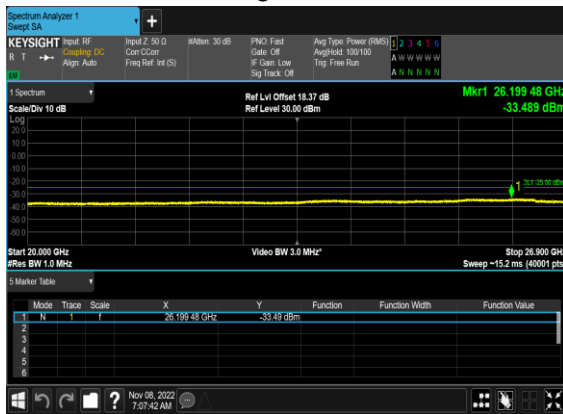 Spectrum Analyzer 1
Swept SA
+
KEYSIGHT Input: RF Input Z: 50 Ω #Atten: 30 dB PNO: Fast Avg Type: Power (RMS) 1 2 3 4 5 6
R T Coupling: DC Corr CCorr Gate: Off Avg|Hold: 100/100 A W W W W W
Align: Auto Freq Ref: Int (S) IF Gain: Low Trig: Free Run
Sig Track: Off A N N N N N
1 Spectrum Ref Lvl Offset 18.37 dB Mkr1 26.199 48 GHz
Scale/Div 10 dB Ref Level 30.00 dBm -33.489 dBm
Log
20.0
10.0
0.00
-10.0
-20.0
1 DL1 -25.00 dBm
-30.0
-40.0
-50.0
-60.0
Start 20.000 GHz Video BW 3.0 MHz* Stop 26.900 GHz
#Res BW 1.0 MHz Sweep ~15.2 ms (40001 pts)
5 Marker Table
Mode Trace Scale X Y Function Function Width Function Value
1 N 1 f 26.199 48 GHz -33.49 dBm
2
3
4
5
6
? Nov 08, 2022
7:07:42 AM